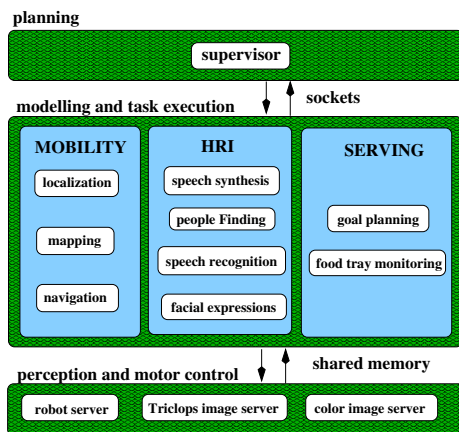 planning
supervisor
sockets
modelling and task execution
MOBILITY
localization
mapping
navigation
HRI
speech synthesis
people Finding
speech recognition
facial expressions
SERVING
goal planning
food tray monitoring
shared memory
perception and motor control
robot server
Triclops image server
color image server